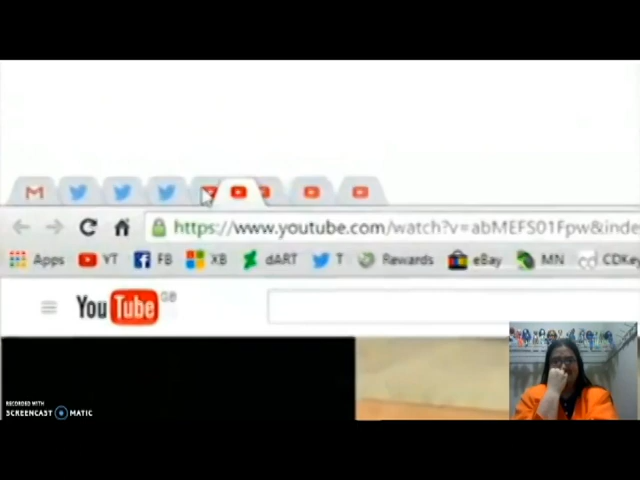 https://www.youtube.com/watch?v=abMEFS01Fpw&inde
Apps YT FB XB dART T Rewards eBay MN CDKey
YouTube GB
RECORDED WITH
SCREENCAST MATIC